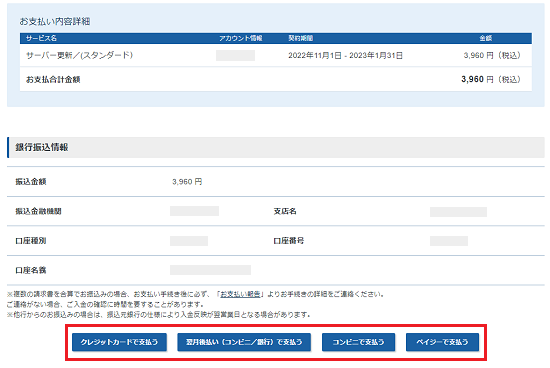 お支払い内容詳細
サービス名 アカウント情報 契約期間 金額
サーバー更新／(スタンダード) 2022年11月1日 - 2023年1月31日 3,960 円（税込）
お支払合計金額 3,960 円（税込）
銀行振込情報
振込金額 3,960 円
振込金融機関 支店名
口座種別 口座番号
口座名義
※複数の請求書を合算でお振込みの場合、お支払い手続き後に必ず、「お支払い報告」よりお手続きの詳細をご連絡ください。
ご連絡がない場合、ご入金の確認に時間を要することがあります。
※他行からのお振込みの場合は、振込元銀行の仕様により入金反映が翌営業日となる場合があります。
クレジットカードで支払う 翌月後払い（コンビニ／銀行）で支払う コンビニで支払う ペイジーで支払う